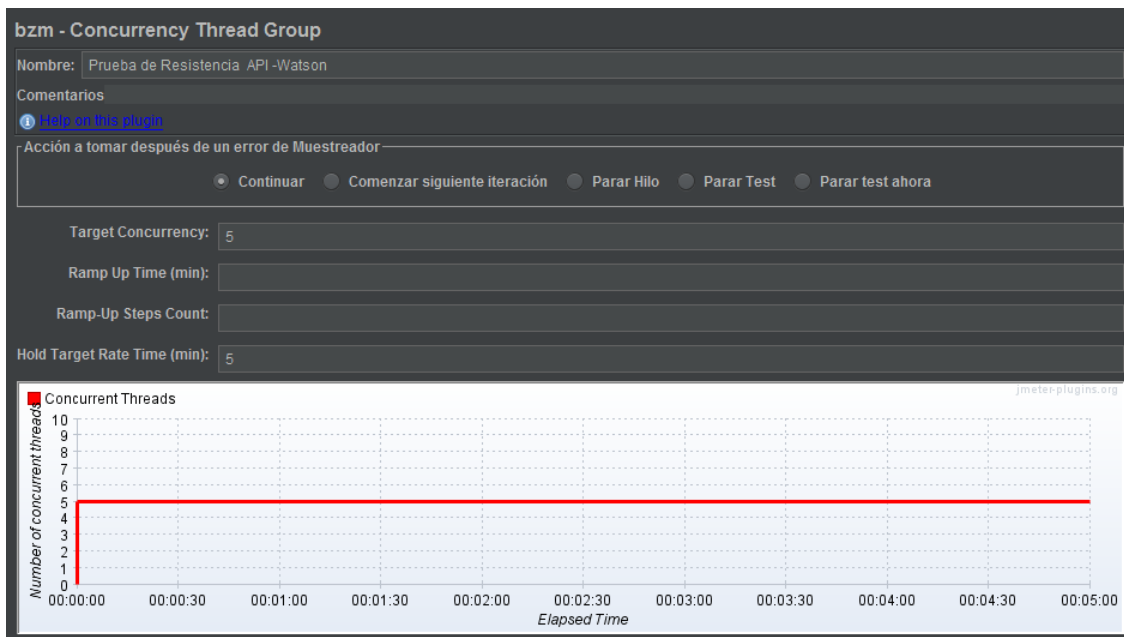 bzm - Concurrency Thread Group
Nombre: Prueba de Resistencia API -Watson
Comentarios
Help on this plugin
Acción a tomar después de un error de Muestreador
Continuar Comenzar siguiente iteración Parar Hilo Parar Test Parar test ahora
Target Concurrency: 5
Ramp Up Time (min):
Ramp-Up Steps Count:
Hold Target Rate Time (min): 5
Concurrent Threads
jmeter-plugins.org
Number of concurrent threads
10
9
8
7
6
5
4
3
2
1
0
00:00:00 00:00:30 00:01:00 00:01:30 00:02:00 00:02:30 00:03:00 00:03:30 00:04:00 00:04:30 00:05:00
Elapsed Time